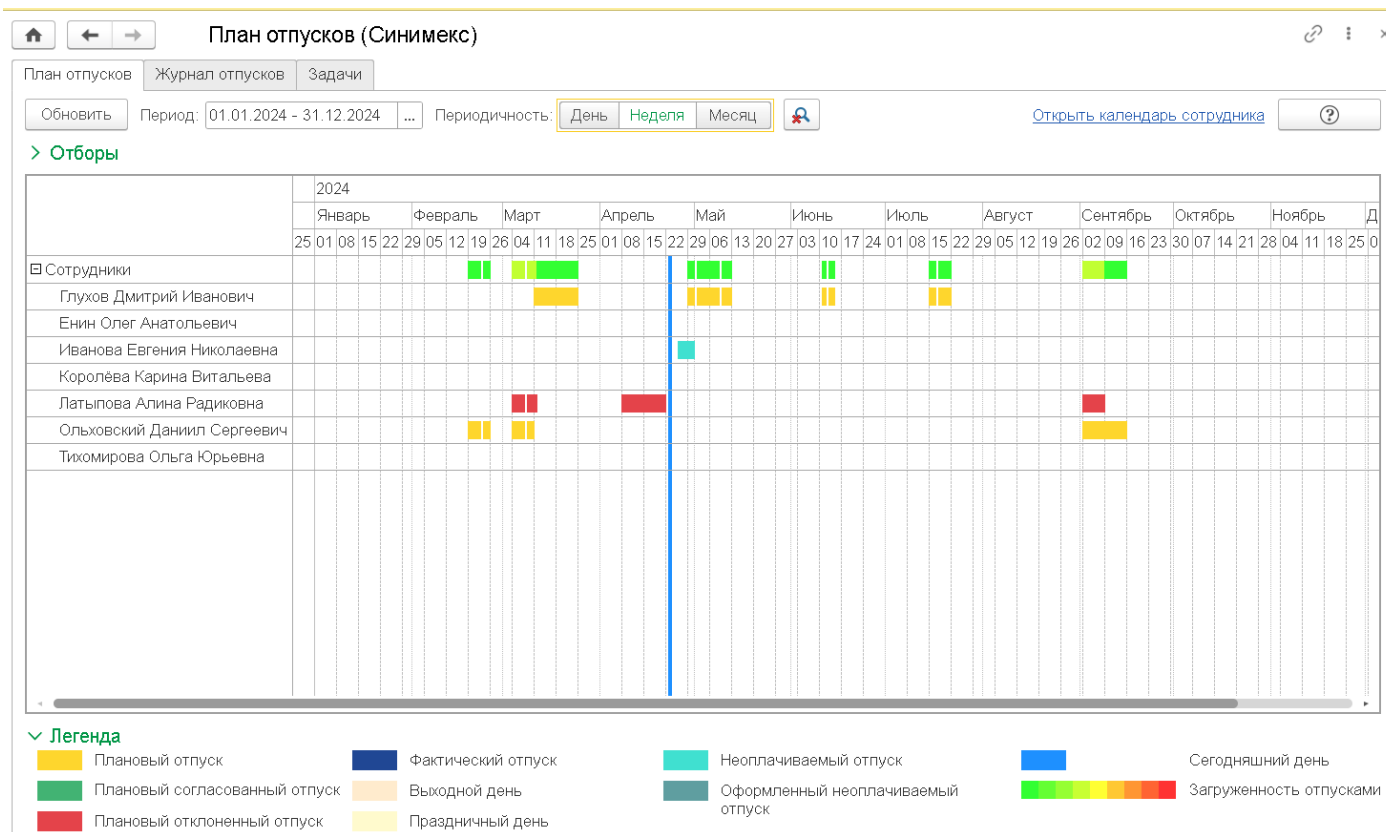 План отпусков (Синимекс)
План отпусков Журнал отпусков Задачи
Обновить Период: 01.01.2024 - 31.12.2024 ... Периодичность: День Неделя Месяц Открыть календарь сотрудника ?
Отборы
2024
Январь Февраль Март Апрель Май Июнь Июль Август Сентябрь Октябрь Ноябрь Д
25 01 08 15 22 29 05 12 19 26 04 11 18 25 01 08 15 22 29 06 13 20 27 03 10 17 24 01 08 15 22 29 05 12 19 26 02 09 16 23 30 07 14 21 28 04 11 18 25 0
Сотрудники
Глухов Дмитрий Иванович
Енин Олег Анатольевич
Иванова Евгения Николаевна
Королёва Карина Витальева
Латыпова Алина Радиковна
Ольховский Даниил Сергеевич
Тихомирова Ольга Юрьевна
Легенда
Плановый отпуск Фактический отпуск Неоплачиваемый отпуск Сегодняшний день
Плановый согласованный отпуск Выходной день Оформленный неоплачиваемый отпуск Загруженность отпусками
Плановый отклоненный отпуск Праздничный день